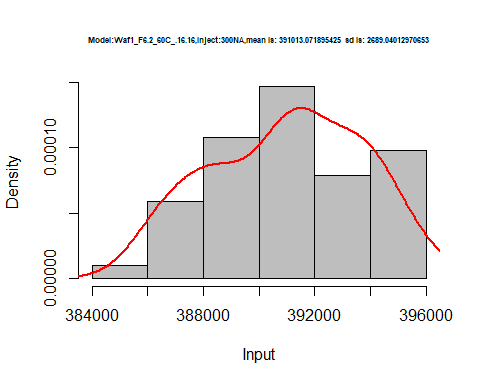 Model:Waf1_F6.2_60C_.16.16,Inject:300NA,mean is: 391013.071895425 sd is: 2689.04012970653
Density
0.00010
0.00000
384000 388000 392000 396000
Input